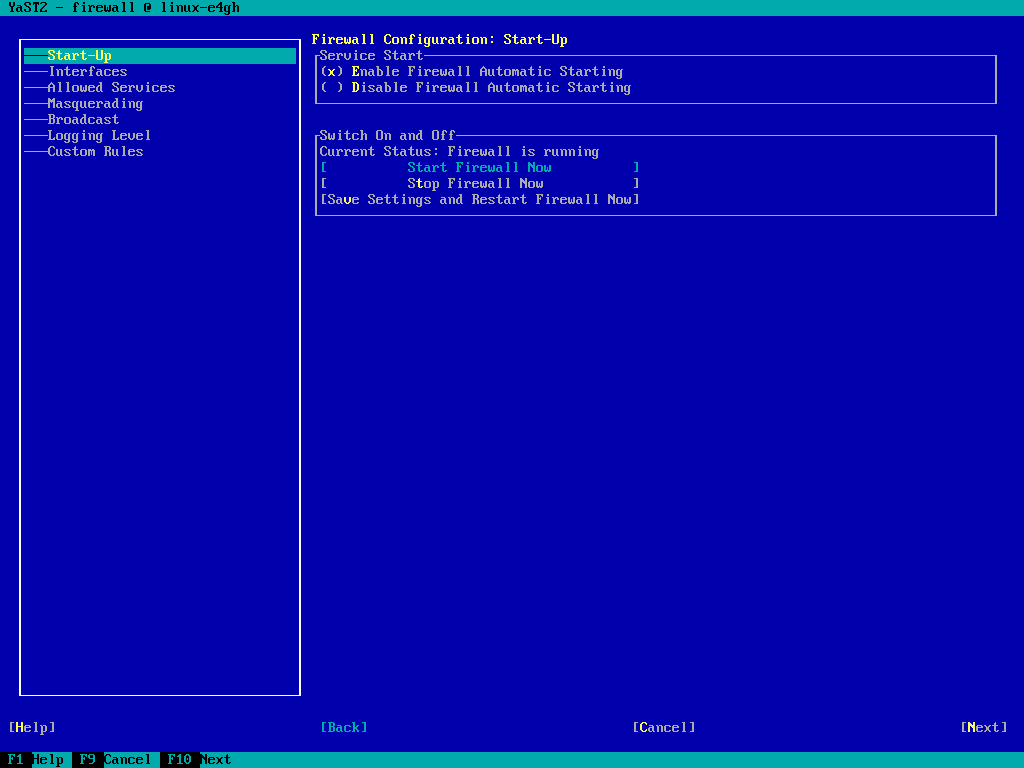 YaST2 - firewall @ linux-e4gh
Start-Up
Interfaces
Allowed Services
Masquerading
Broadcast
Logging Level
Custom Rules
Firewall Configuration: Start-Up
Service Start
(x) Enable Firewall Automatic Starting
( ) Disable Firewall Automatic Starting
Switch On and Off
Current Status: Firewall is running
[ Start Firewall Now ]
[ Stop Firewall Now ]
[Save Settings and Restart Firewall Now]
[Help] [Back] [Cancel] [Next]
F1 Help F9 Cancel F10 Next